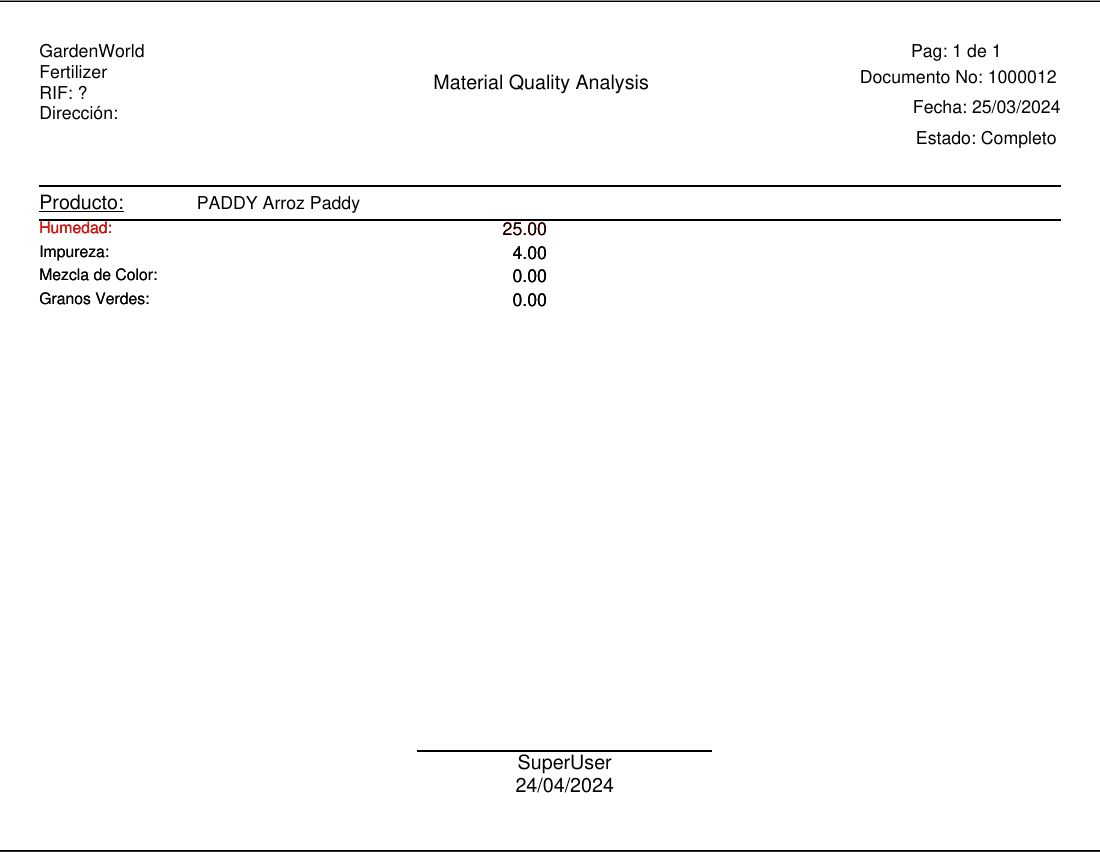 GardenWorld
Fertilizer
RIF: ?
Dirección:
Material Quality Analysis
Pag: 1 de 1
Documento No: 1000012
Fecha: 25/03/2024
Estado: Completo
Producto: PADDY Arroz Paddy
Humedad: 25.00
Impureza: 4.00
Mezcla de Color: 0.00
Granos Verdes: 0.00
SuperUser
24/04/2024